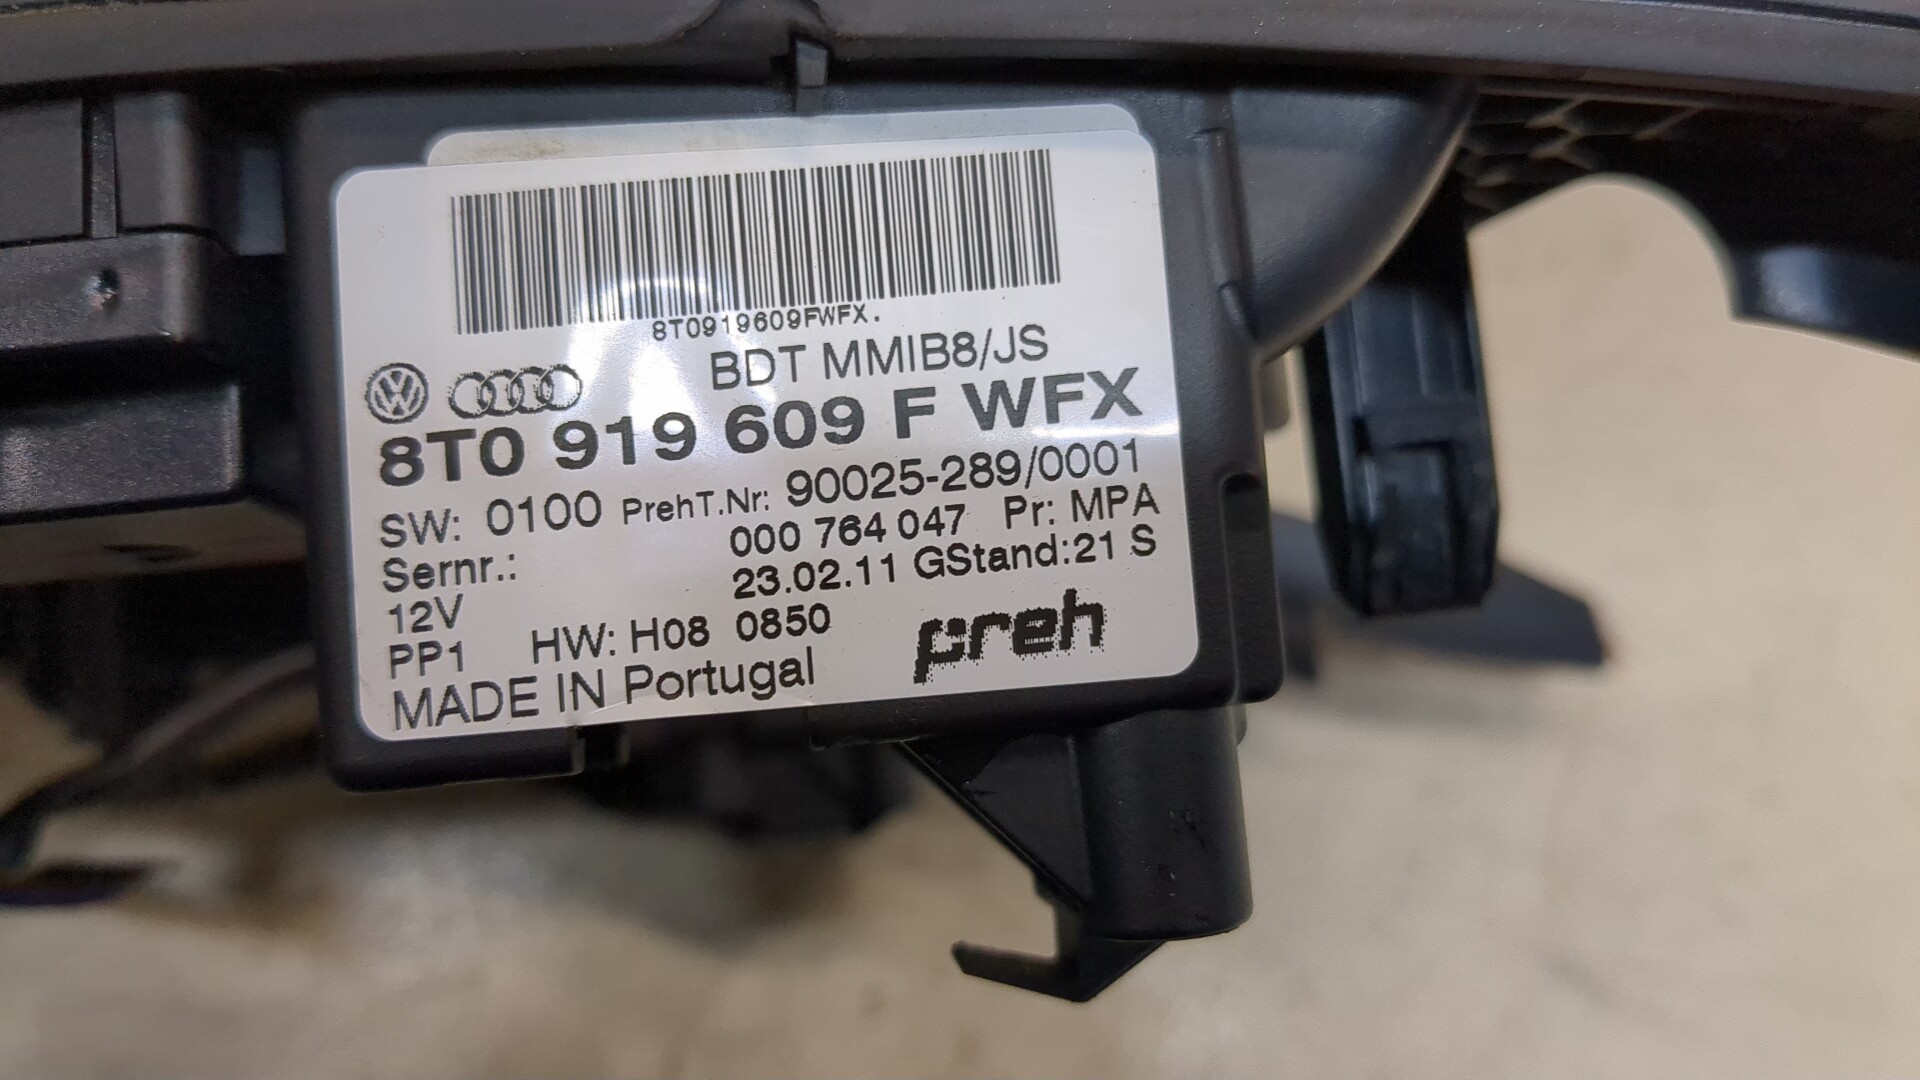 8T0919609FWFX.
BDT MMIB8/JS
8T0 919 609 F WFX
SW: 0100 PrehT.Nr: 90025-289/0001
Sernr.: 000 764 047 Pr: MPA
12V 23.02.11 GStand:21 S
PP1 HW: H08 0850
MADE IN Portugal
preh